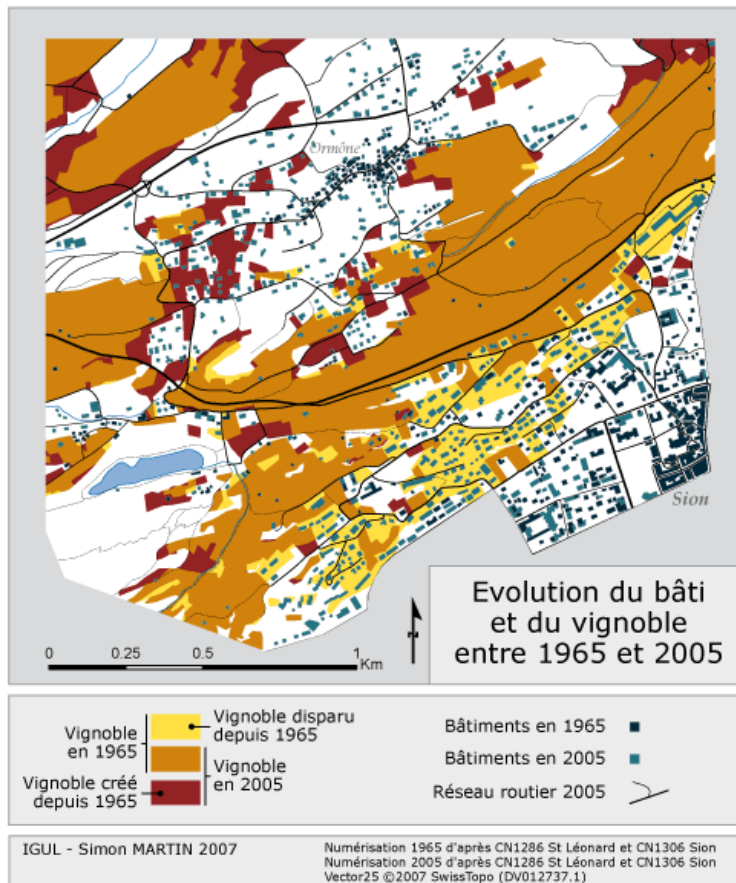 Ormône
Sion
Evolution du bâti
et du vignoble
entre 1965 et 2005
0 0.25 0.5 1
Km
Vignoble disparu
depuis 1965
Vignoble
en 1965
Vignoble
en 2005
Vignoble créé
depuis 1965
Bâtiments en 1965
Bâtiments en 2005
Réseau routier 2005
IGUL - Simon MARTIN 2007
Numérisation 1965 d'après CN1286 St Léonard et CN1306 Sion
Numérisation 2005 d'après CN1286 St Léonard et CN1306 Sion
Vector25 ©2007 SwissTopo (DV012737.1)